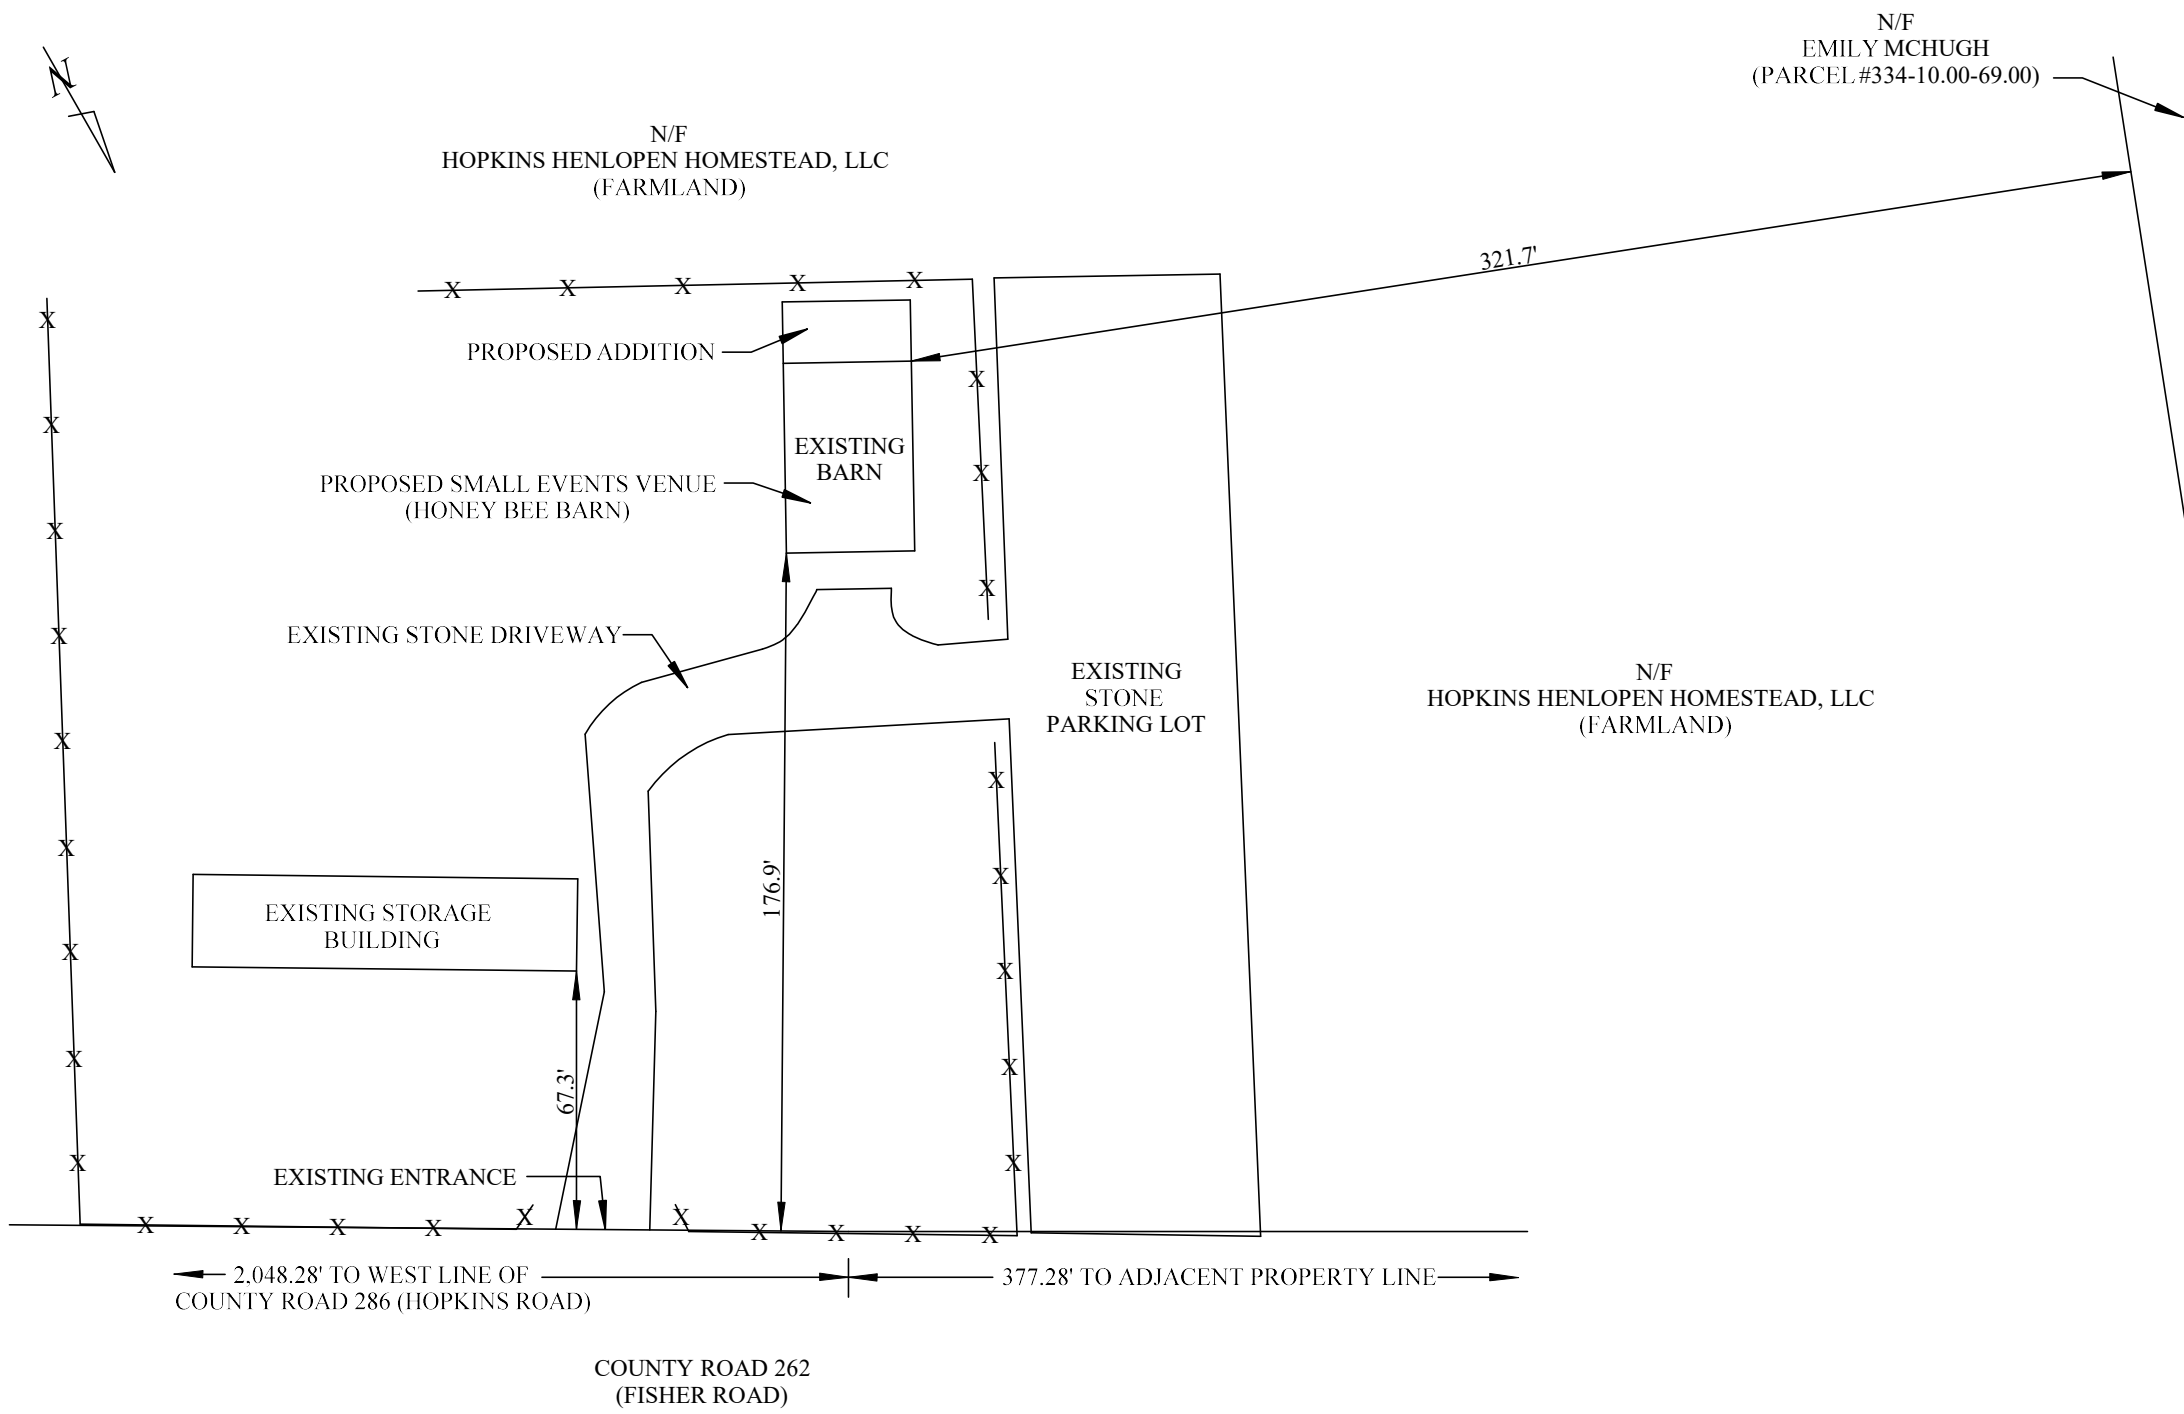 N/F
EMILY MCHUGH
(PARCEL #334-10.00-69.00)
N
N/F
HOPKINS HENLOPEN HOMESTEAD, LLC
(FARMLAND)
321.7'
X X X X X
X
PROPOSED ADDITION
X
X
EXISTING
BARN
X
PROPOSED SMALL EVENTS VENUE
(HONEY BEE BARN)
X
X
EXISTING STONE DRIVEWAY
X
EXISTING
STONE
PARKING LOT
N/F
HOPKINS HENLOPEN HOMESTEAD, LLC
(FARMLAND)
X
X
X
176.9'
X
EXISTING STORAGE
BUILDING
X
X
67.3'
X
X
X
X
EXISTING ENTRANCE
X X X X X X X X X X
2,048.28' TO WEST LINE OF
COUNTY ROAD 286 (HOPKINS ROAD)
377.28' TO ADJACENT PROPERTY LINE
COUNTY ROAD 262
(FISHER ROAD)